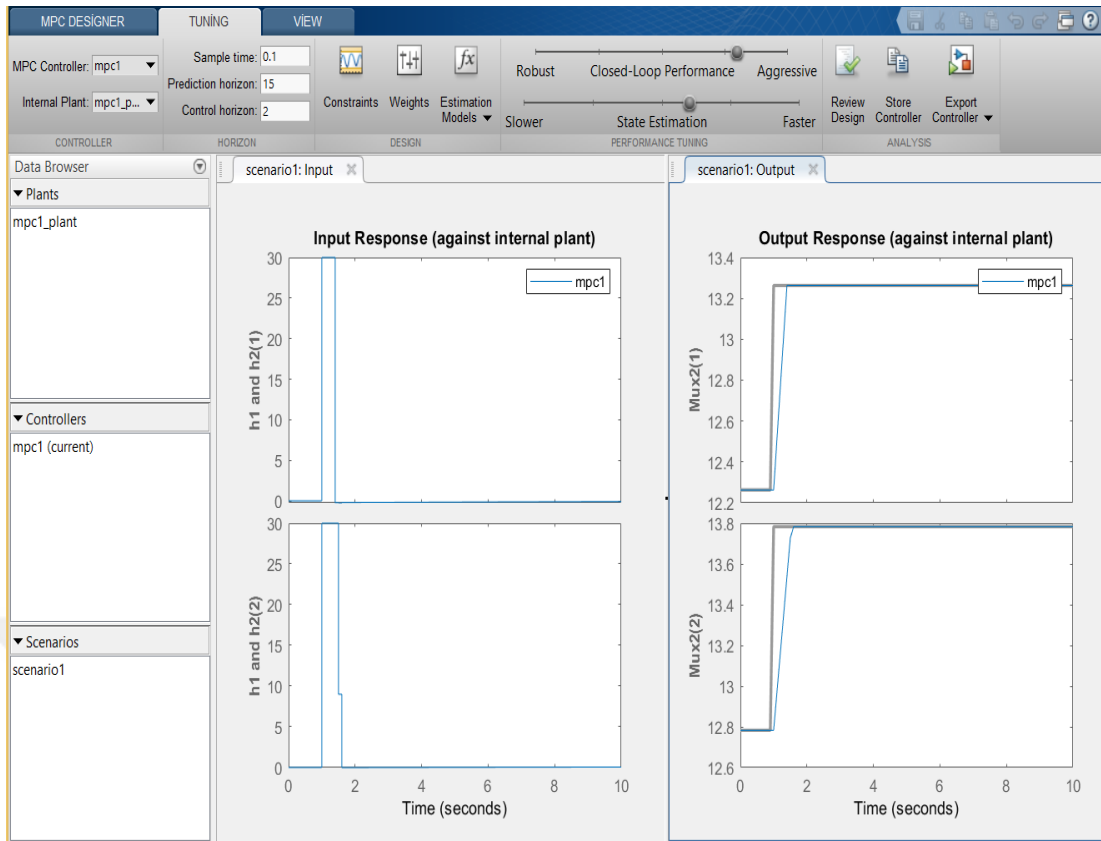 MPC DESIGNER
TUNİNG
VİEW
MPC Controller: mpc1
Internal Plant: mpc1_p...
CONTROLLER
Sample time: 0.1
Prediction horizon: 15
Control horizon: 2
HORIZON
Constraints
Weights
Estimation
Models
DESIGN
Robust
Closed-Loop Performance
Aggressive
Slower
State Estimation
Faster
PERFORMANCE TUNING
Review
Design
Store
Controller
Export
Controller
ANALYSIS
Data Browser
Plants
mpc1_plant
Controllers
mpc1 (current)
Scenarios
scenario1
scenario1: Input
Input Response (against internal plant)
mpc1
30
25
20
15
10
5
0
h1 and h2(1)
30
25
20
15
10
5
0
h1 and h2(2)
0 2 4 6 8 10
Time (seconds)
scenario1: Output
Output Response (against internal plant)
mpc1
13.4
13.2
13
12.8
12.6
12.4
12.2
Mux2(1)
13.8
13.6
13.4
13.2
13
12.8
12.6
Mux2(2)
0 2 4 6 8 10
Time (seconds)